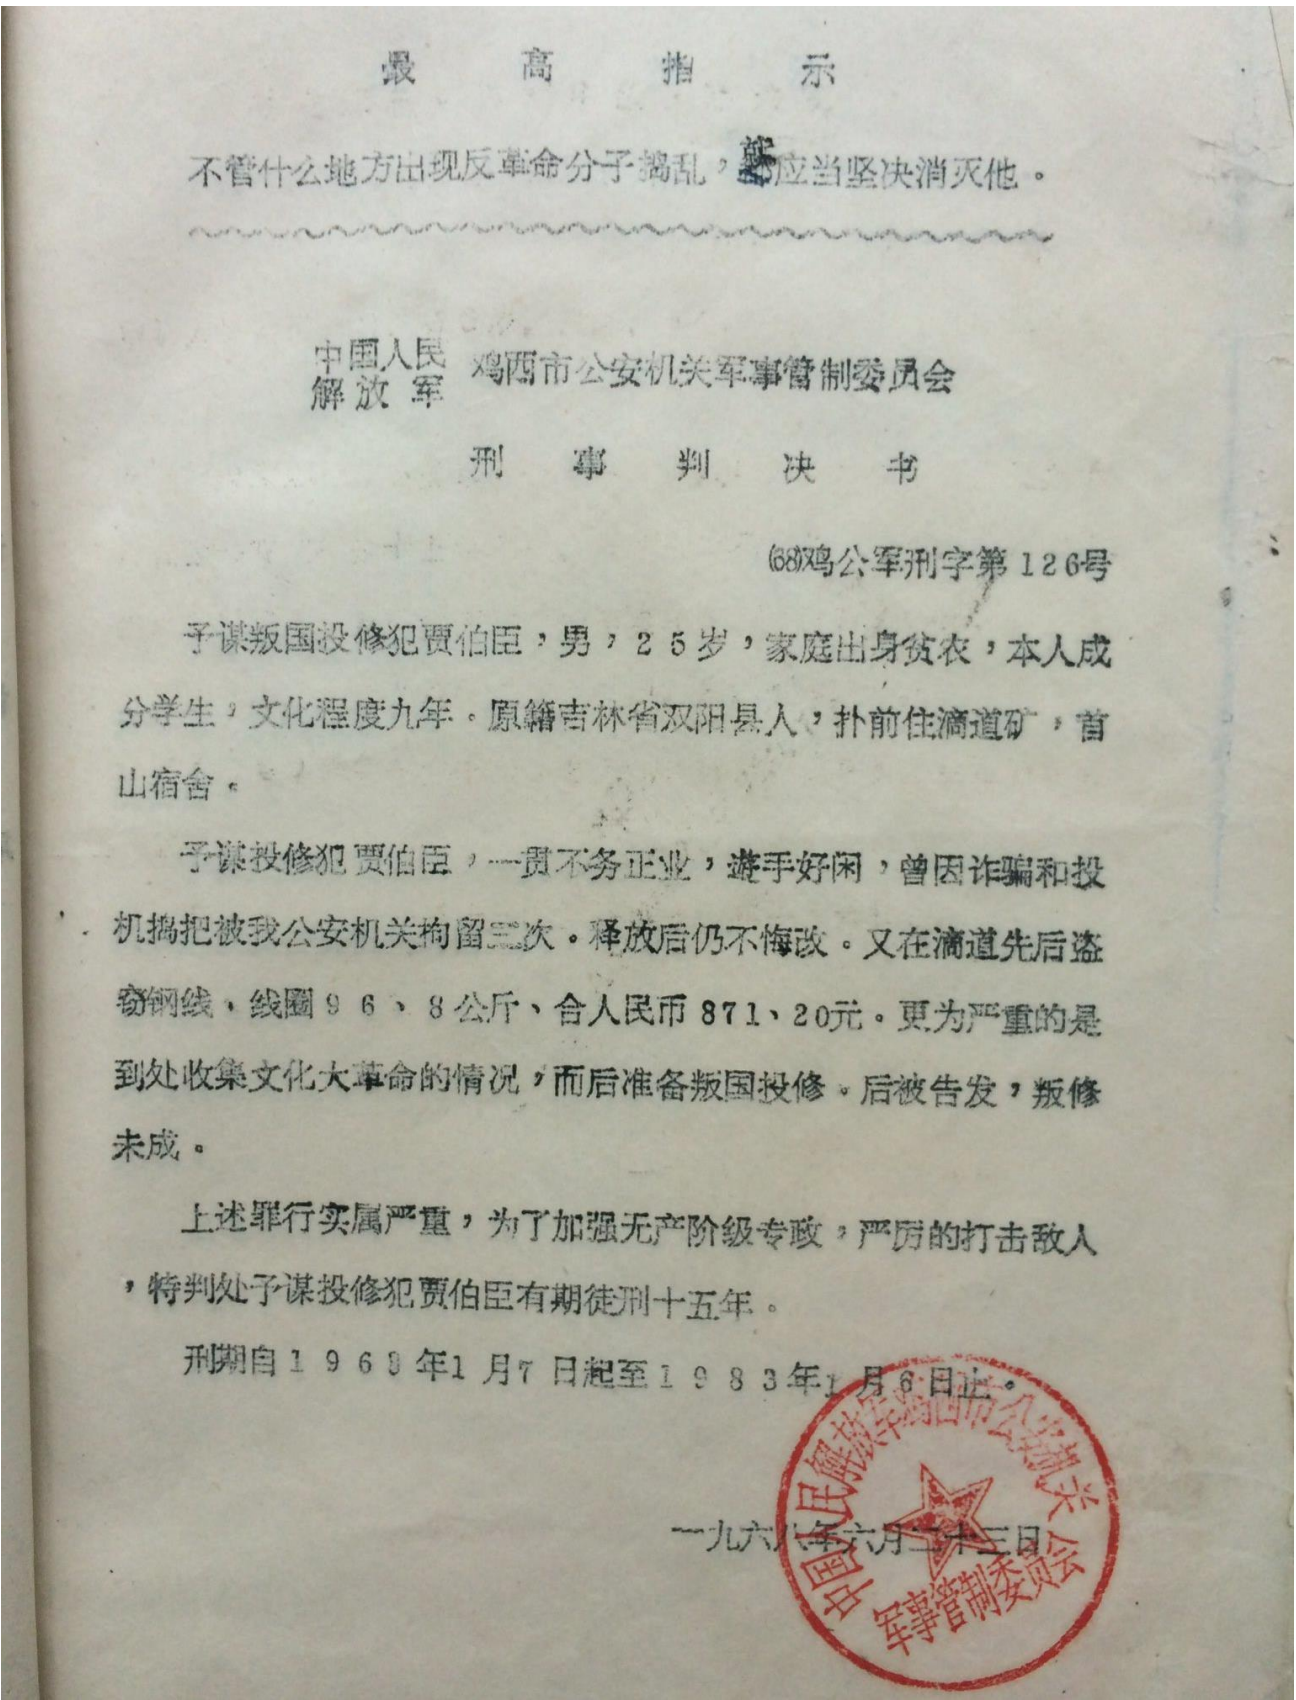 最高指示
不管什么地方出现反革命分子捣乱，就应当坚决消灭他。
中国人民
解放军 鸡西市公安机关军事管制委员会
刑事判决书
(68)鸡公军刑字第126号
予谋叛国投修犯贾伯臣，男，25岁，家庭出身贫农，本人成
分学生，文化程度九年。原籍吉林省双阳县人，扑前住滴道矿，首
山宿舍。
予谋投修犯贾伯臣，一贯不务正业，遊手好闲，曾因诈骗和投
机捣把被我公安机关拘留三次。释放后仍不悔改。又在滴道先后盗
窃钢线、线圈96、8公斤、合人民币871、20元。更为严重的是
到处收集文化大革命的情况，而后准备叛国投修。后被告发，叛修
未成。
上述罪行实属严重，为了加强无产阶级专政，严厉的打击敌人
，特判处予谋投修犯贾伯臣有期徒刑十五年。
刑期自1968年1月7日起至1983年1月6日止。
一九六八年六月二十三日
中国人民解放军鸡西市公安机关
军事管制委员会